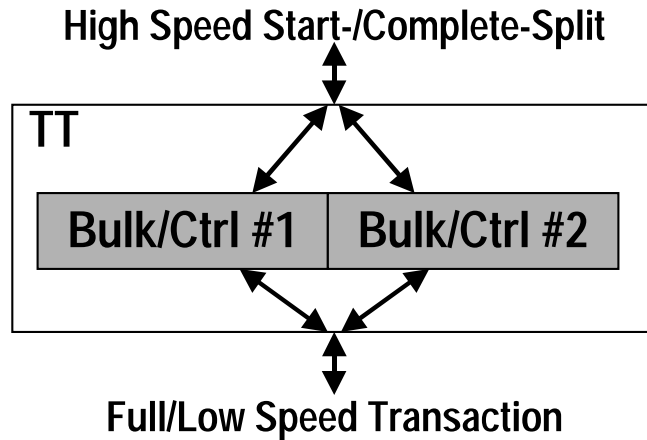 High Speed Start-/Complete-Split
TT
Bulk/Ctrl #1 Bulk/Ctrl #2
Full/Low Speed Transaction